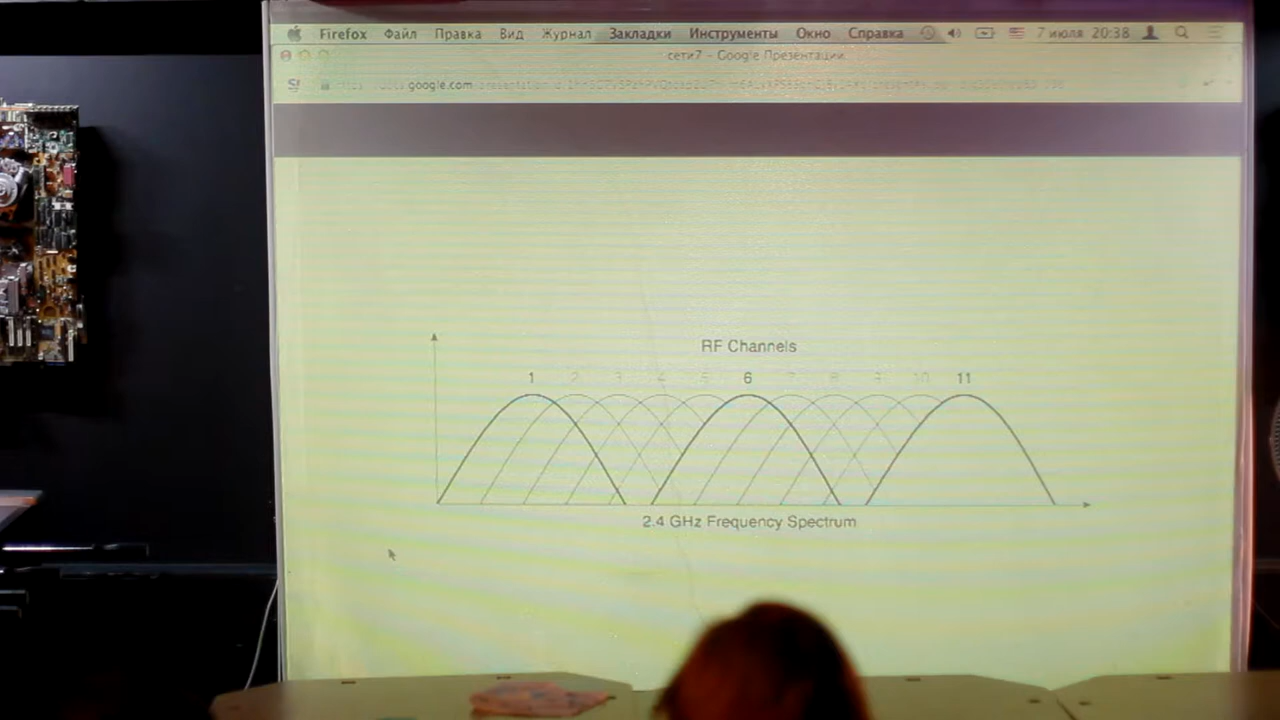 Firefox Файл Правка Вид Журнал Закладки Инструменты Окно Справка 7 июля 20:38
сети7 – Google Презентации
google.com
RF Channels
1 2 3 4 5 6 7 8 9 10 11
2.4 GHz Frequency Spectrum